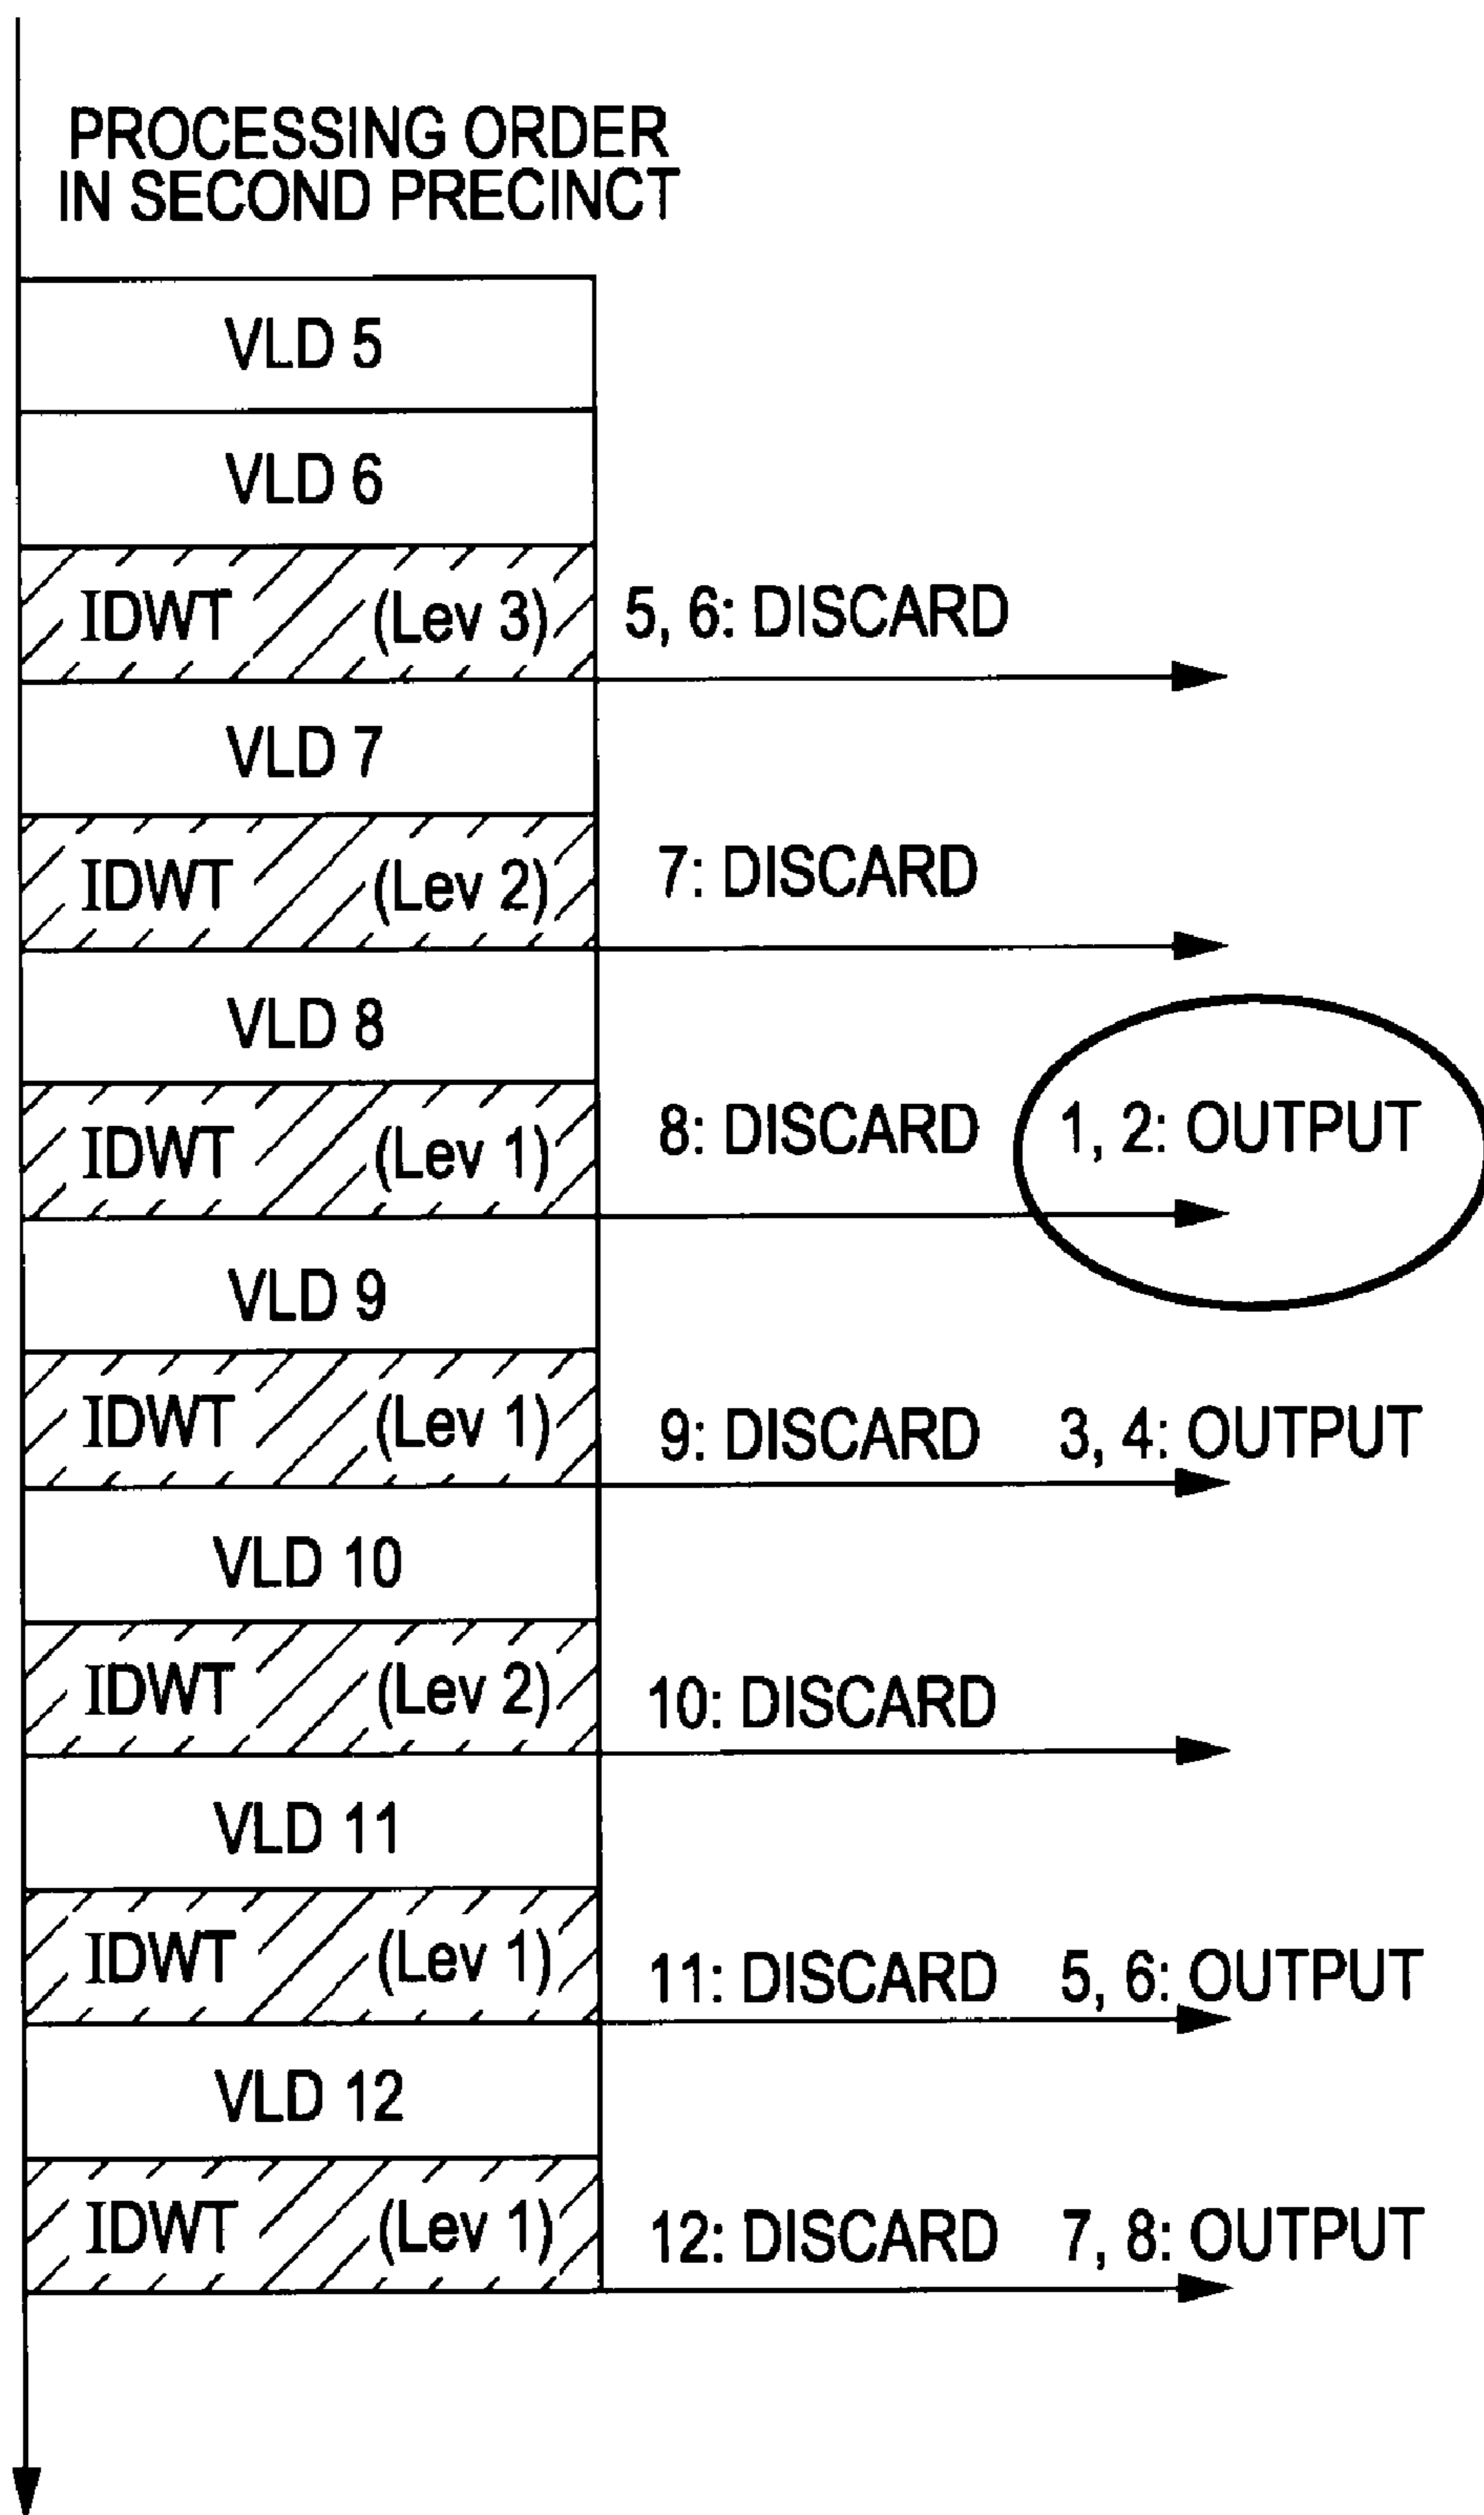 PROCESSING ORDER
IN SECOND PRECINCT
VLD 5
VLD 6
IDWT (Lev 3) 5, 6: DISCARD
VLD 7
IDWT (Lev 2) 7: DISCARD
VLD 8
IDWT (Lev 1) 8: DISCARD 1, 2: OUTPUT
VLD 9
IDWT (Lev 1) 9: DISCARD 3, 4: OUTPUT
VLD 10
IDWT (Lev 2) 10: DISCARD
VLD 11
IDWT (Lev 1) 11: DISCARD 5, 6: OUTPUT
VLD 12
IDWT (Lev 1) 12: DISCARD 7, 8: OUTPUT